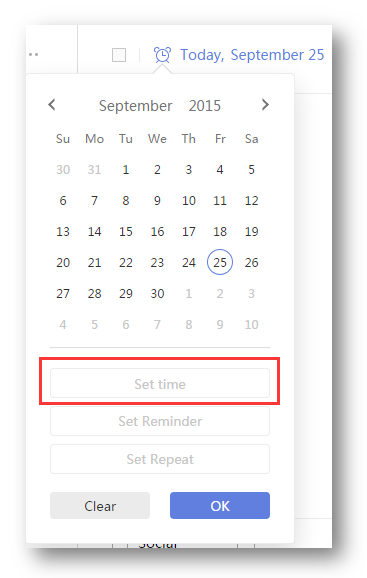 Today, September 25
September 2015
Su Mo Tu We Th Fr Sa
30 31 1 2 3 4 5
6 7 8 9 10 11 12
13 14 15 16 17 18 19
20 21 22 23 24 25 26
27 28 29 30 1 2 3
4 5 6 7 8 9 10
Set time
Set Reminder
Set Repeat
Clear OK
Social